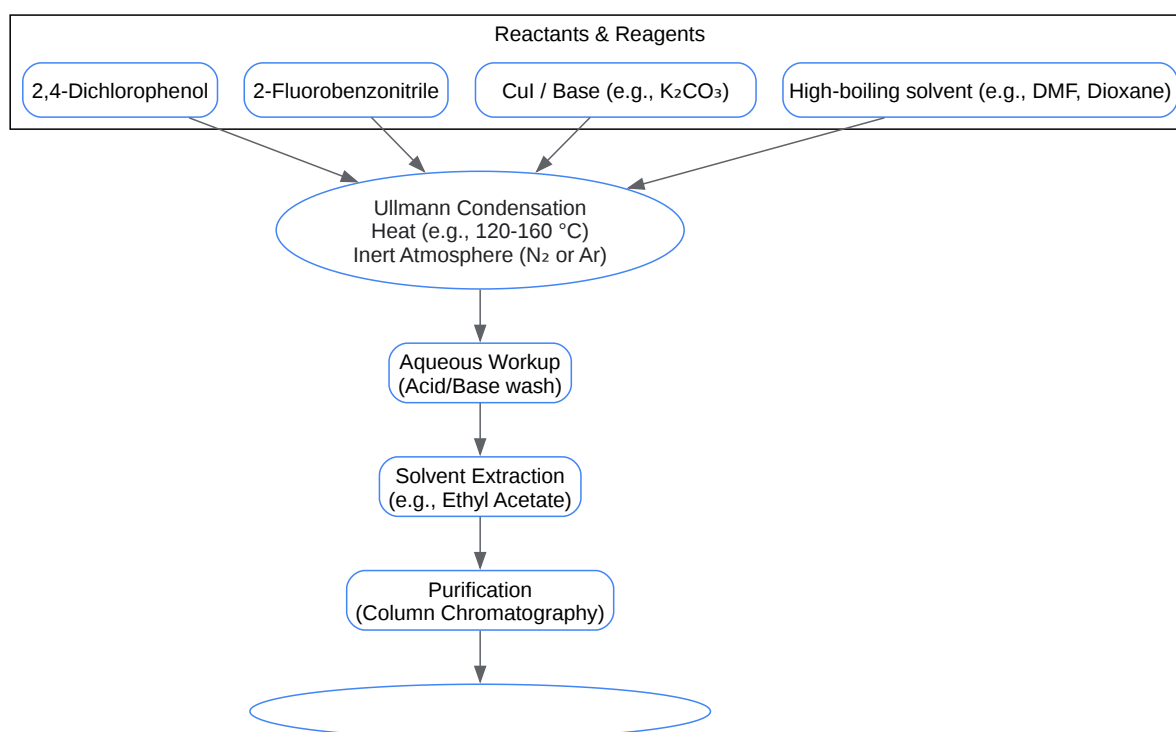 Reactants & Reagents
2,4-Dichlorophenol
2-Fluorobenzonitrile
CuI / Base (e.g., K₂CO₃)
High-boiling solvent (e.g., DMF, Dioxane)
Ullmann Condensation
Heat (e.g., 120-160 °C)
Inert Atmosphere (N₂ or Ar)
Aqueous Workup
(Acid/Base wash)
Solvent Extraction
(e.g., Ethyl Acetate)
Purification
(Column Chromatography)